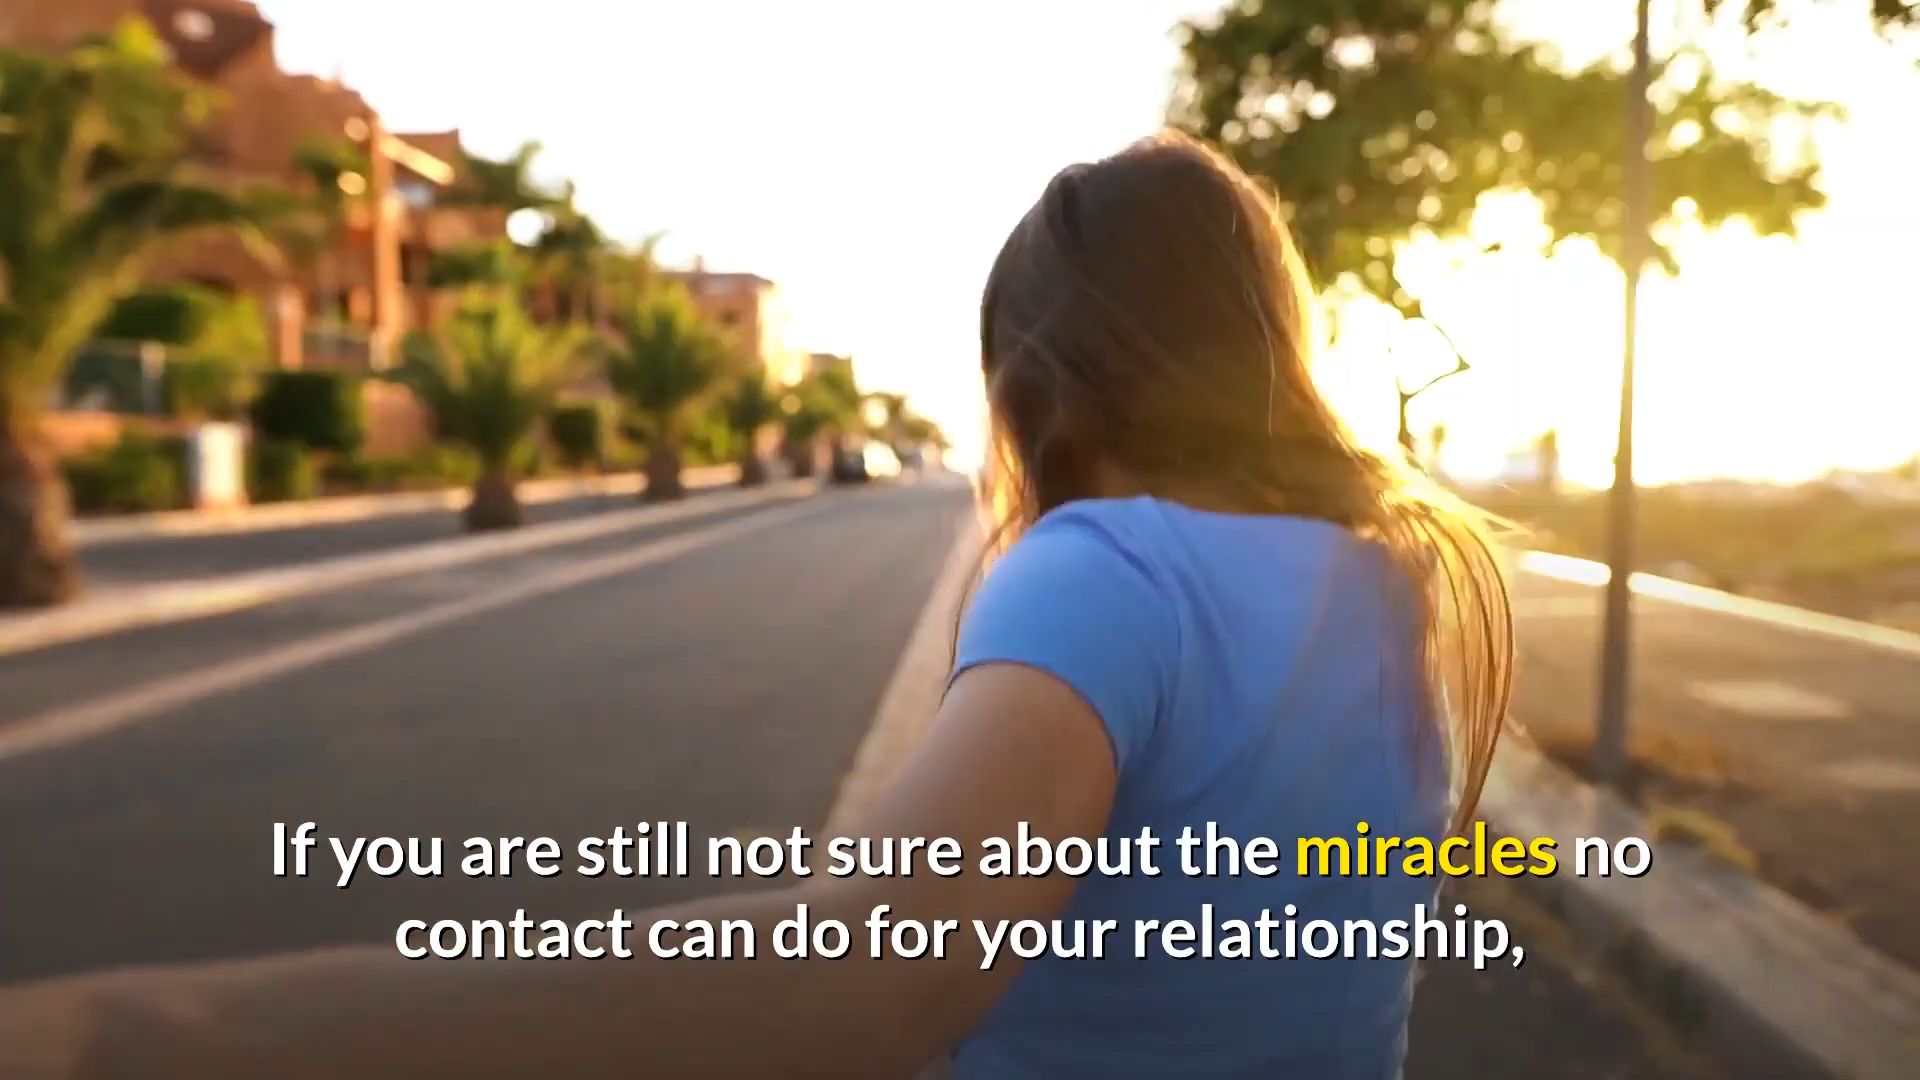 If you are still not sure about the miracles no
contact can do for your relationship,